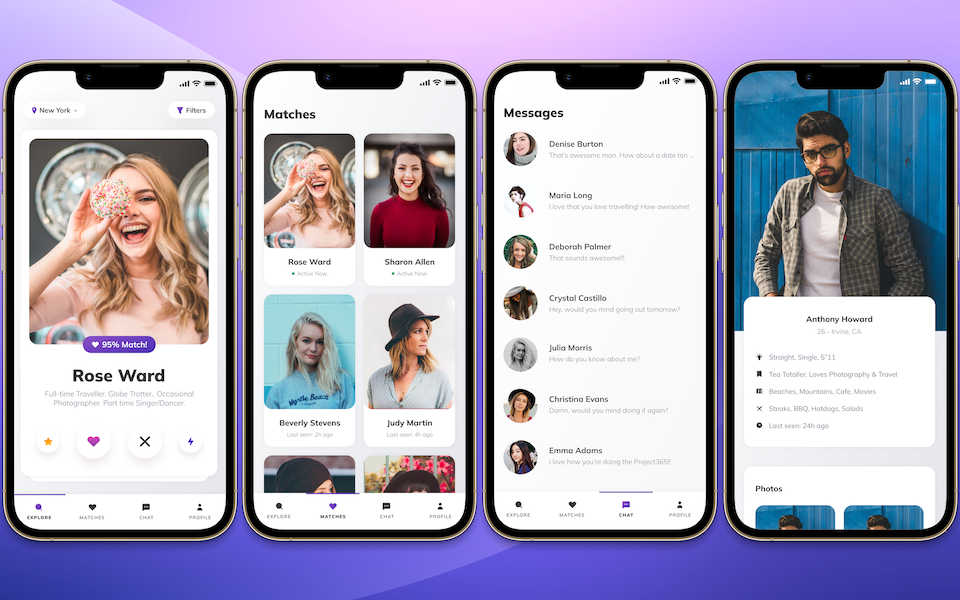 New York
Filters
95% Match!
Rose Ward
Full-time Traveller. Globe Trotter.. Occasional
Photographer. Part time Singer/Dancer.
EXPLORE
MATCHES
CHAT
PROFILE
Matches
Rose Ward
Active Now
Sharon Allen
Active Now
Myrtle Beach
Beverly Stevens
Last seen: 2h ago
Judy Martin
Last seen: 4h ago
EXPLORE
MATCHES
CHAT
PROFILE
Messages
Denise Burton
That's awesome man. How about a date ton ...
Maria Long
I love that you love travelling! How awesome!
Deborah Palmer
That sounds awesome!!!
Crystal Castillo
Hey. would you mind going out tomorrow?
Julia Morris
How do you know about me?
Christina Evans
Damn, would you mind doing it again?
Emma Adams
I love how you're doing the Project365!!
EXPLORE
MATCHES
CHAT
PROFILE
Anthony Howard
26 - Irvine, CA
Straight, Single, 5"11
Tea Totaller, Loves Photography & Travel
Beaches, Mountains, Cafe, Movies
Steaks, BBQ, Hotdogs, Salads
Last seen: 24h ago
Photos